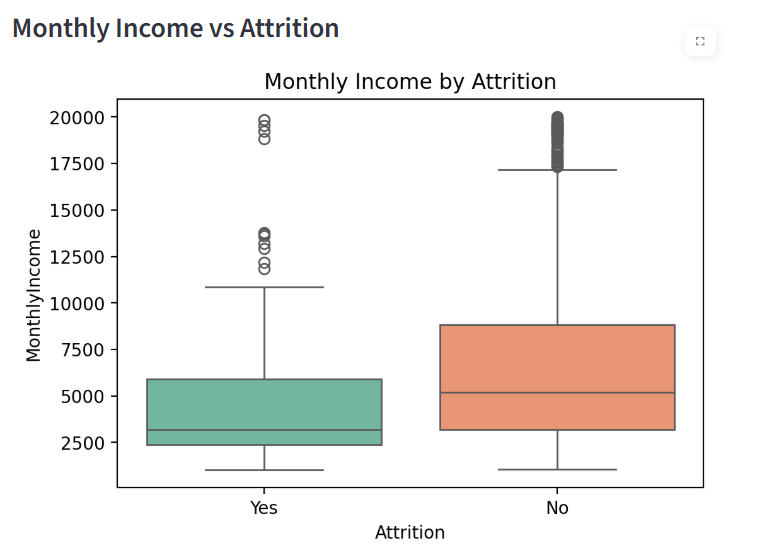 Monthly Income vs Attrition
Monthly Income by Attrition
20000
17500
15000
12500
10000
7500
5000
2500
MonthlyIncome
Yes
No
Attrition